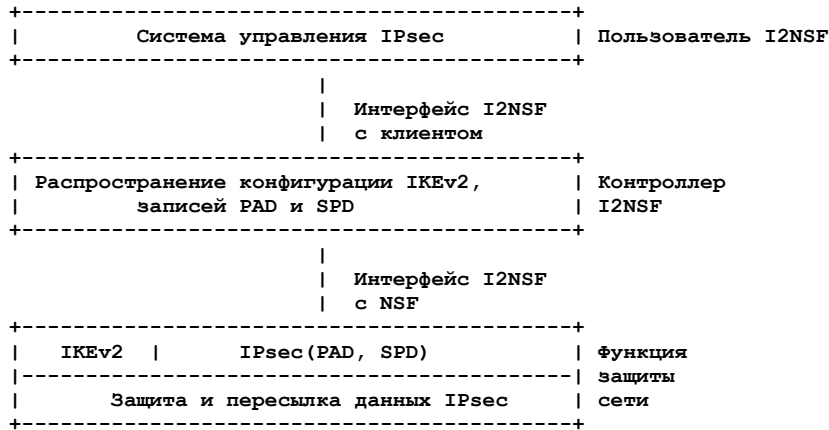 Система управления IPsec Пользователь I2NSF
Интерфейс I2NSF
с клиентом
Распространение конфигурации IKEv2, Контроллер
записей PAD и SPD I2NSF
Интерфейс I2NSF
с NSF
IKEv2 | IPsec(PAD, SPD) Функция
защиты
Защита и пересылка данных IPsec сети